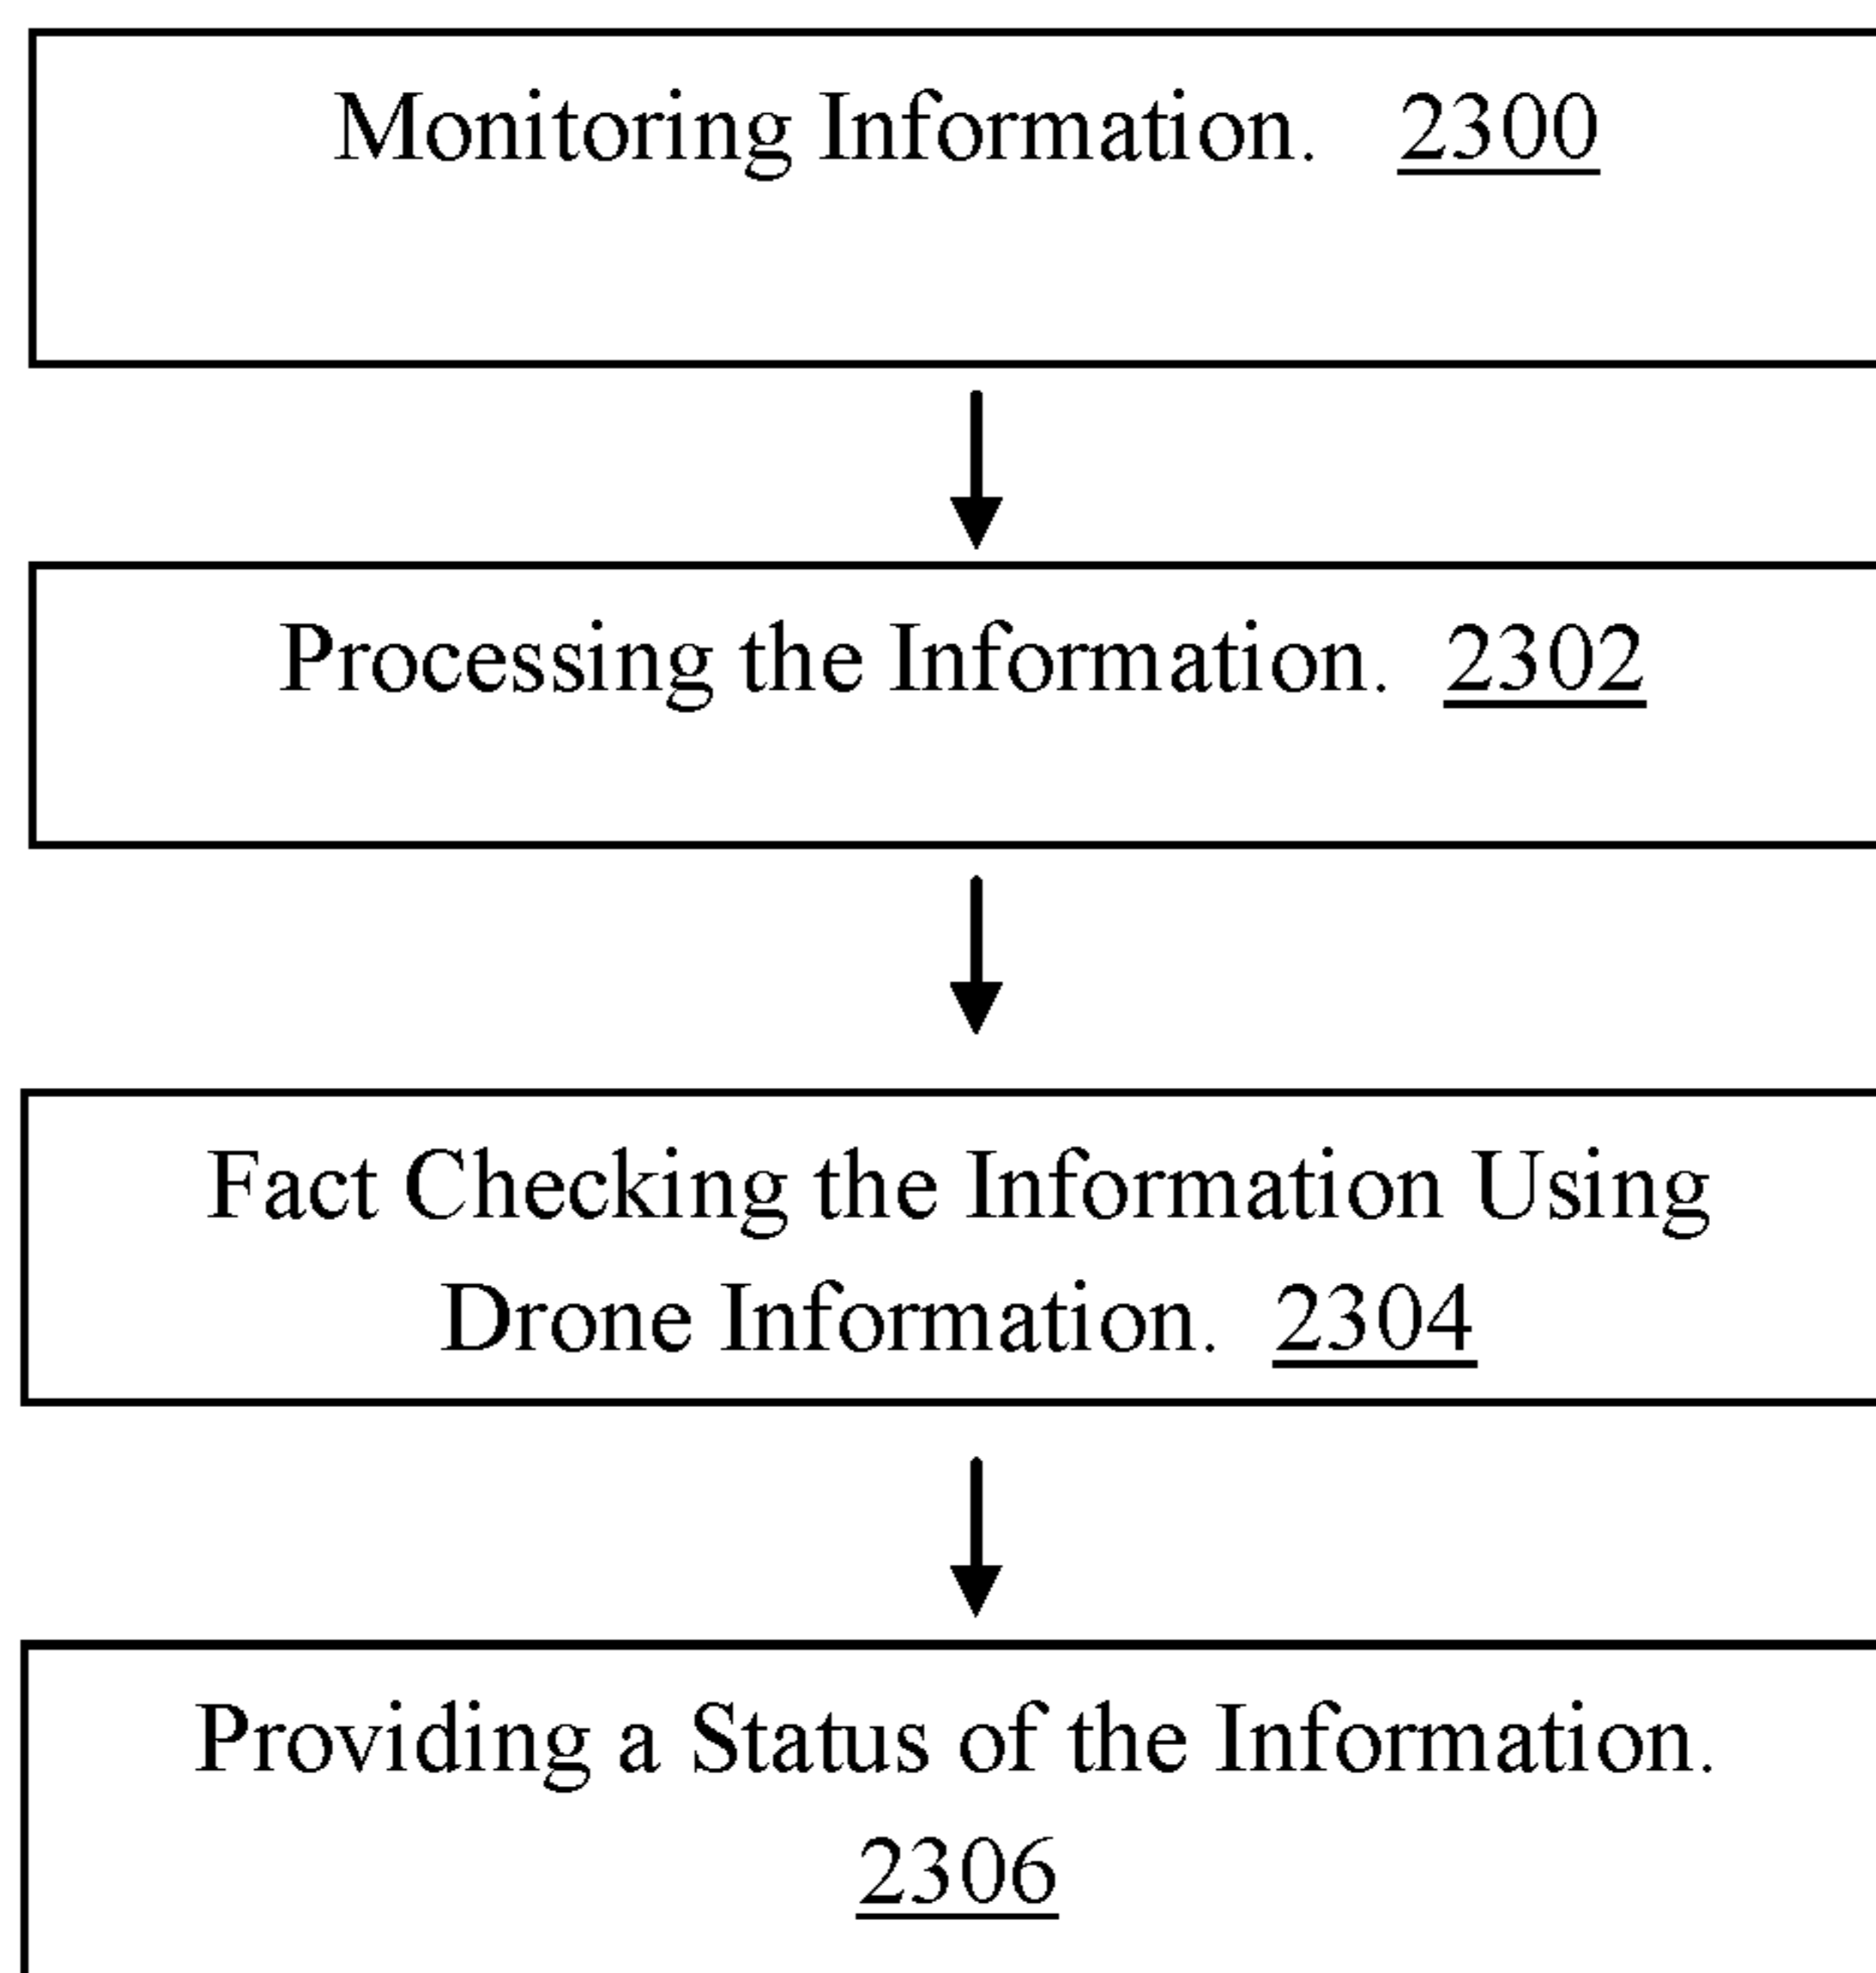 Monitoring Information. 2300
Processing the Information. 2302
Fact Checking the Information Using
Drone Information. 2304
Providing a Status of the Information.
2306